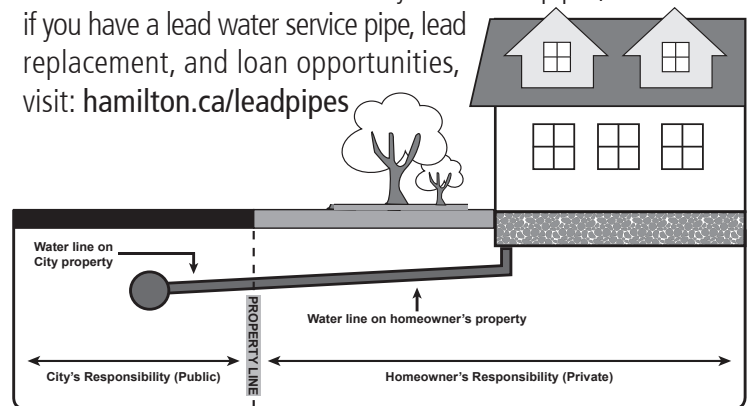 if you have a lead water service pipe, lead
replacement, and loan opportunities,
visit: hamilton.ca/leadpipes
Water line on
City property
PROPERTY LINE
Water line on homeowner's property
City's Responsibility (Public)
Homeowner's Responsibility (Private)